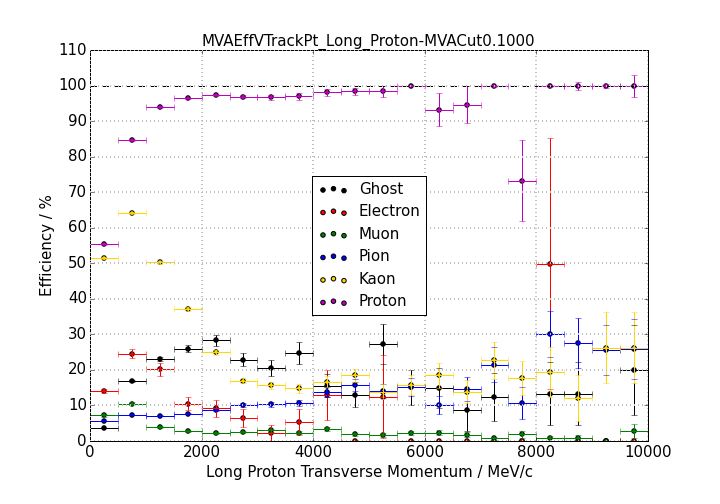 MVAEffVTrackPt_Long_Proton-MVACut0.1000
110
100
90
80
70
60
50
40
30
20
10
0
Efficiency / %
Ghost
Electron
Muon
Pion
Kaon
Proton
0 2000 4000 6000 8000 10000
Long Proton Transverse Momentum / MeV/c